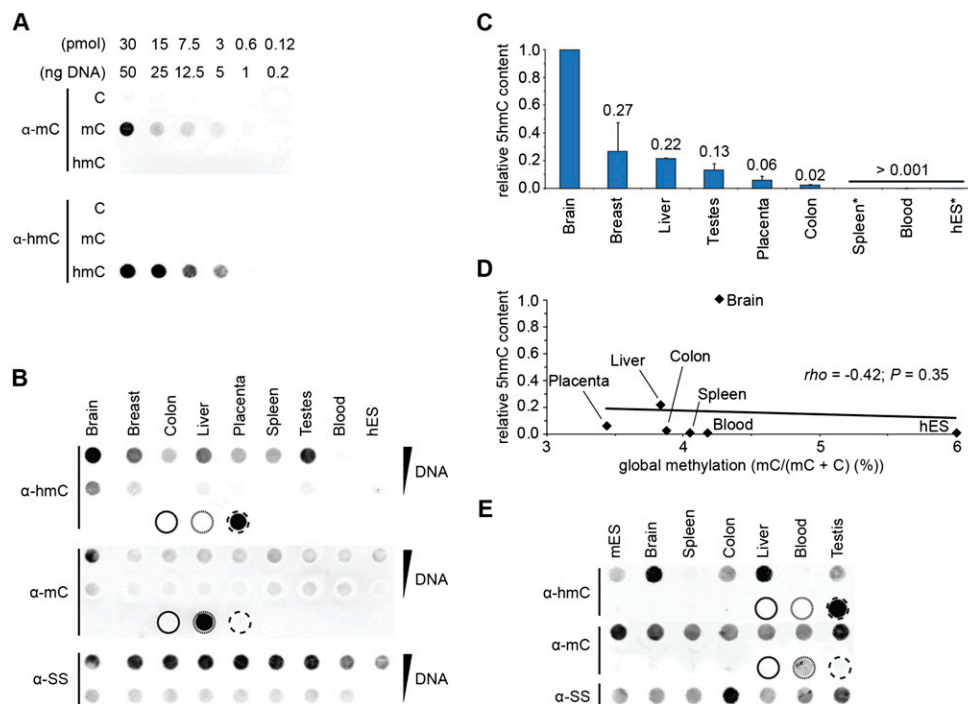 A
(pmol) 30 15 7.5 3 0.6 0.12
(ng DNA) 50 25 12.5 5 1 0.2
C
α-mC mC
hmC
C
α-hmC mC
hmC
B
Brain Breast Colon Liver Placenta Spleen Testes Blood hES
α-hmC DNA
α-mC DNA
α-SS DNA
C
relative 5hmC content
1.0
0.8
0.6
0.4
0.2
0.0
0.27 0.22 0.13 0.06 0.02 > 0.001
Brain Breast Liver Testes Placenta Colon Spleen* Blood hES*
D
relative 5hmC content
1.0
0.8
0.6
0.4
0.2
0.0
Brain
Liver Colon
Placenta Spleen
Blood hES
rho = -0.42; P = 0.35
3 4 5 6
global methylation (mC/(mC + C) (%))
E
mES Brain Spleen Colon Liver Blood Testis
α-hmC
α-mC
α-SS